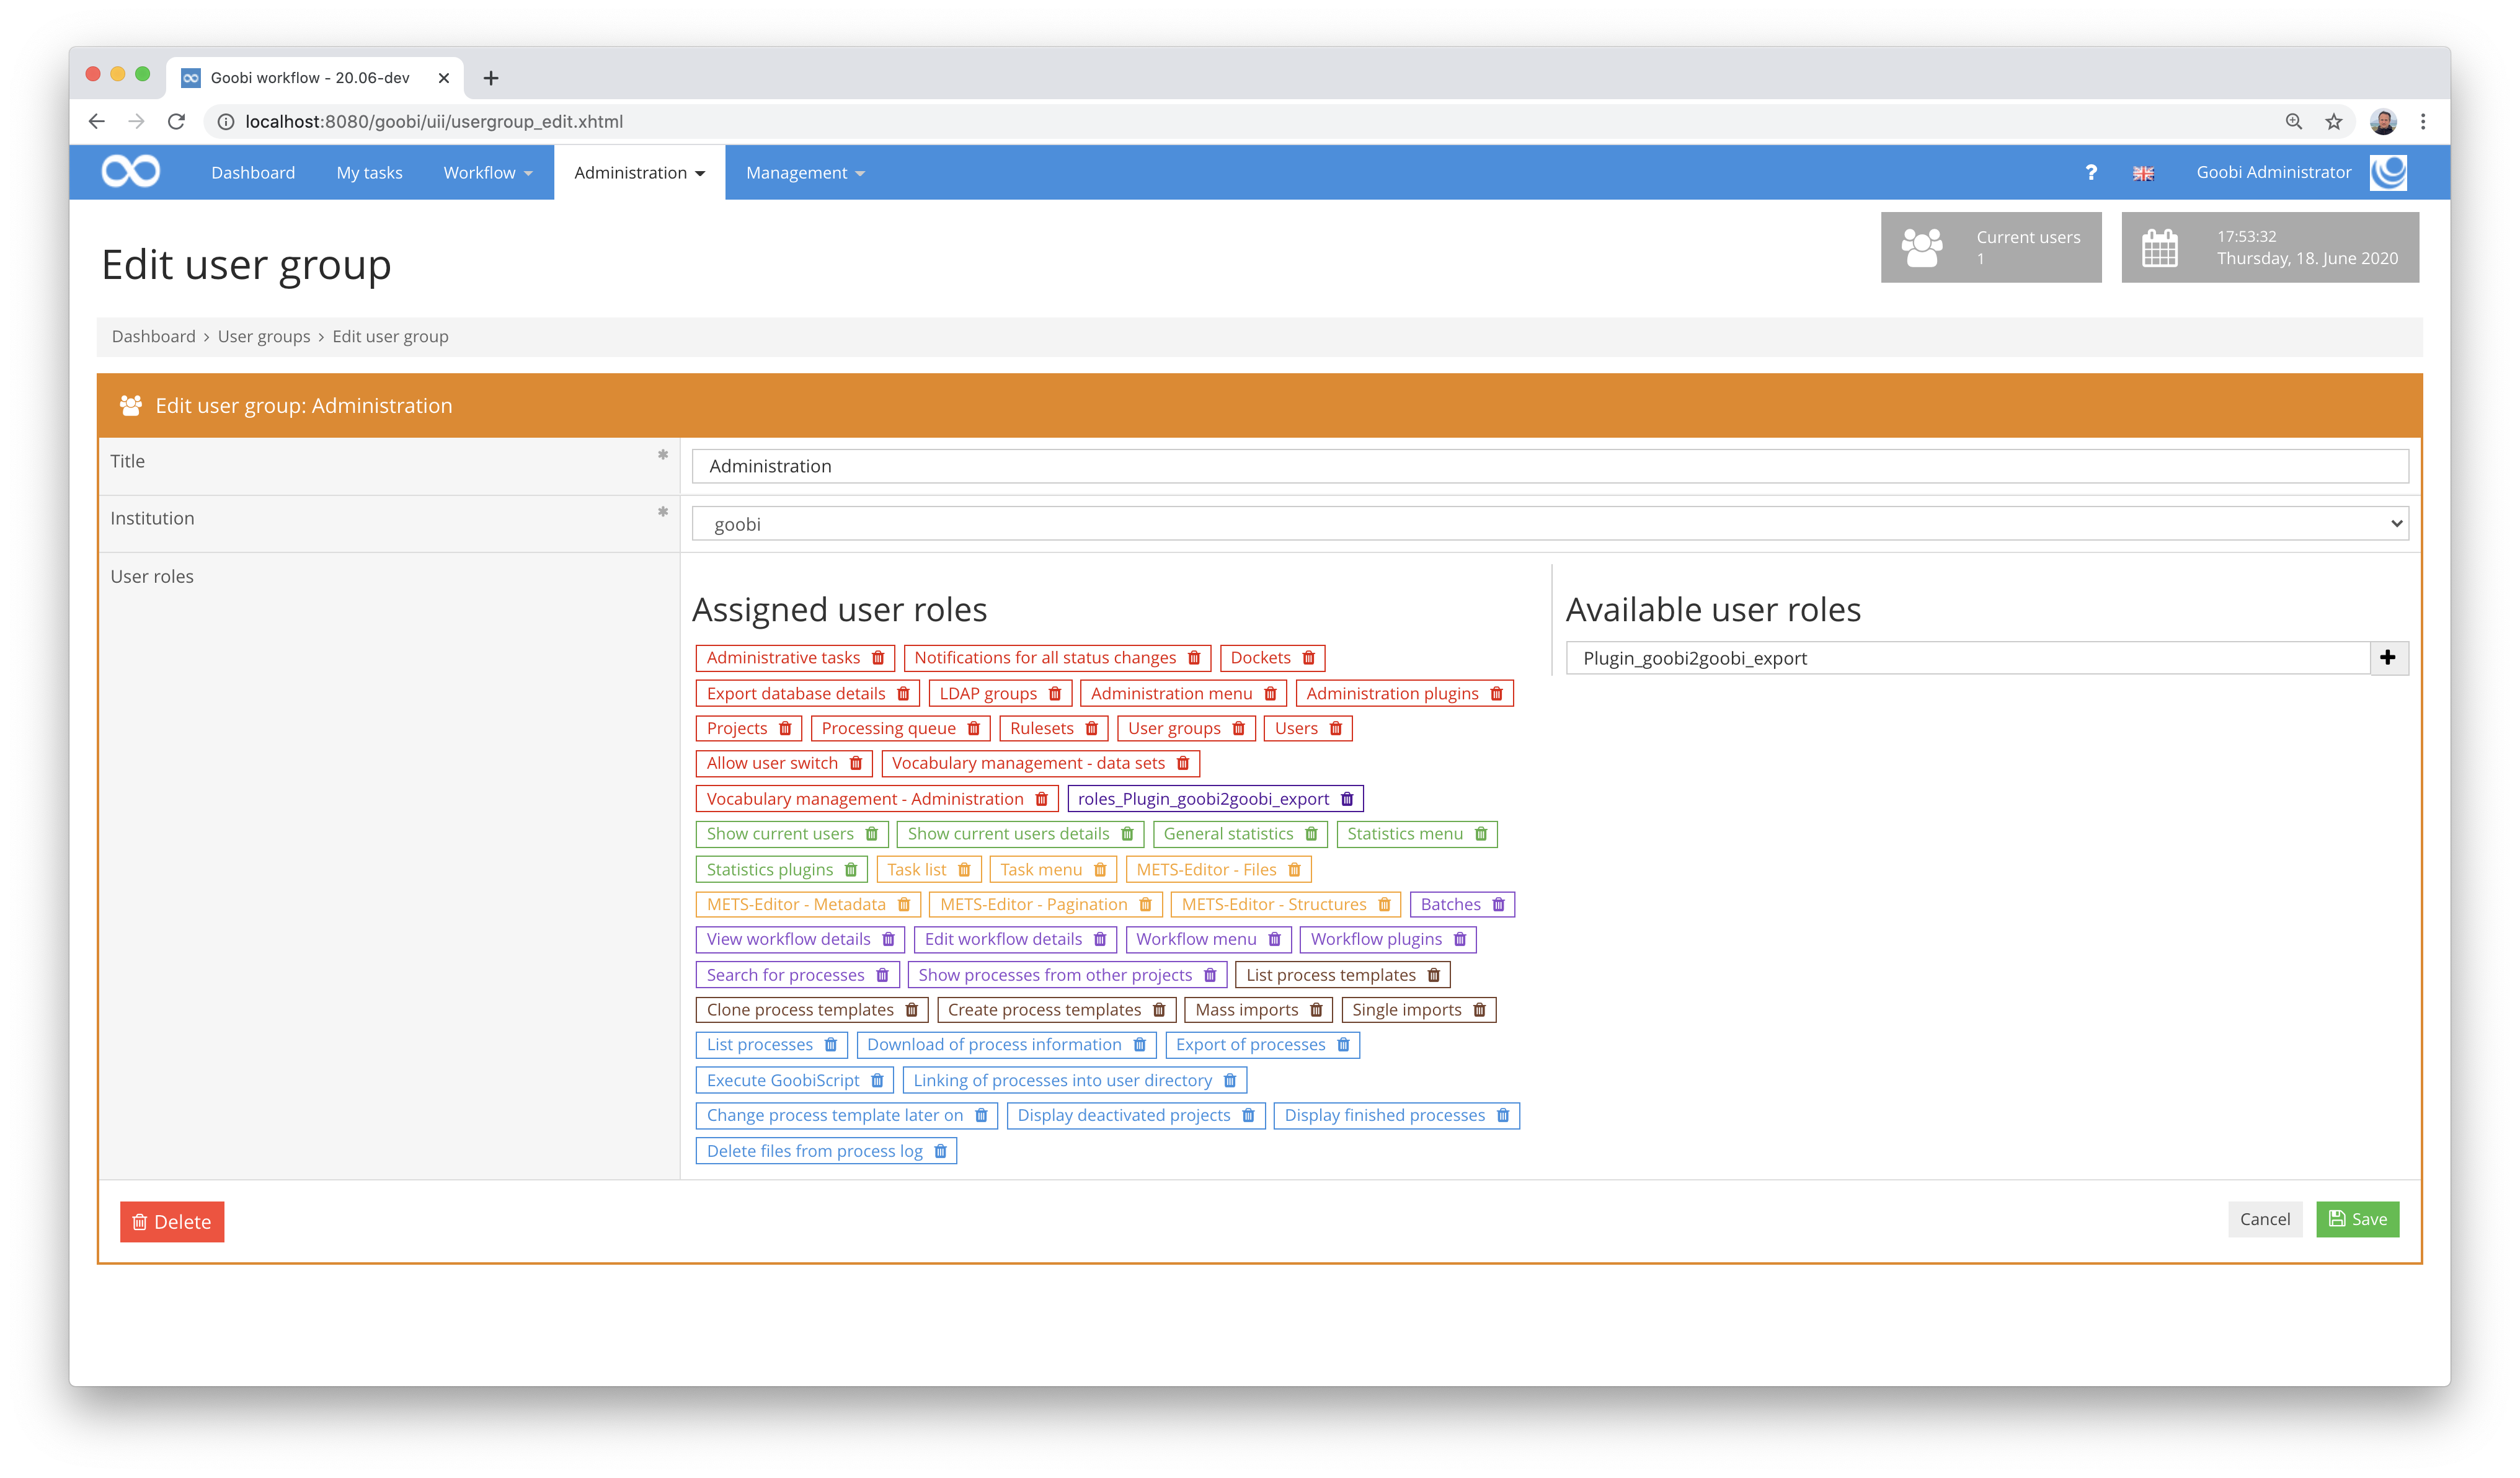 Goobi workflow - 20.06-dev
localhost:8080/goobi/uii/usergroup_edit.xhtml
Dashboard My tasks Workflow Administration Management ? Goobi Administrator
Edit user group
Current users
1
17:53:32
Thursday, 18. June 2020
Dashboard › User groups › Edit user group
Edit user group: Administration
Title * Administration
Institution * goobi
User roles
Assigned user roles
Administrative tasks Notifications for all status changes Dockets
Export database details LDAP groups Administration menu Administration plugins
Projects Processing queue Rulesets User groups Users
Allow user switch Vocabulary management - data sets
Vocabulary management - Administration roles_Plugin_goobi2goobi_export
Show current users Show current users details General statistics Statistics menu
Statistics plugins Task list Task menu METS-Editor - Files
METS-Editor - Metadata METS-Editor - Pagination METS-Editor - Structures Batches
View workflow details Edit workflow details Workflow menu Workflow plugins
Search for processes Show processes from other projects List process templates
Clone process templates Create process templates Mass imports Single imports
List processes Download of process information Export of processes
Execute GoobiScript Linking of processes into user directory
Change process template later on Display deactivated projects Display finished processes
Delete files from process log
Available user roles
Plugin_goobi2goobi_export
Delete
Cancel Save